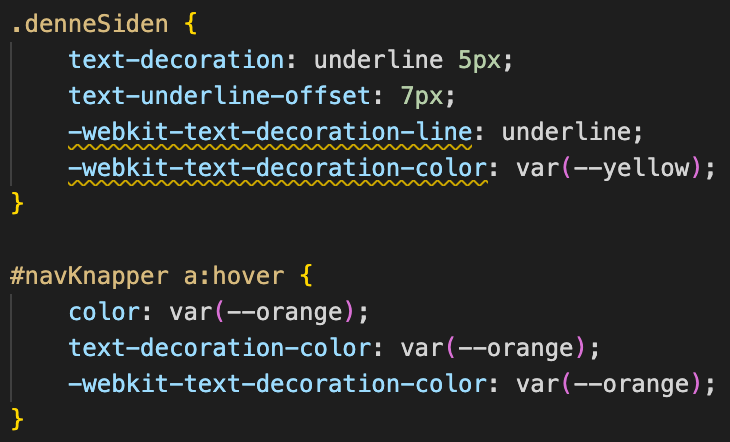 .denneSiden {
    text-decoration: underline 5px;
    text-underline-offset: 7px;
    -webkit-text-decoration-line: underline;
    -webkit-text-decoration-color: var(--yellow);
}

#navKnapper a:hover {
    color: var(--orange);
    text-decoration-color: var(--orange);
    -webkit-text-decoration-color: var(--orange);
}